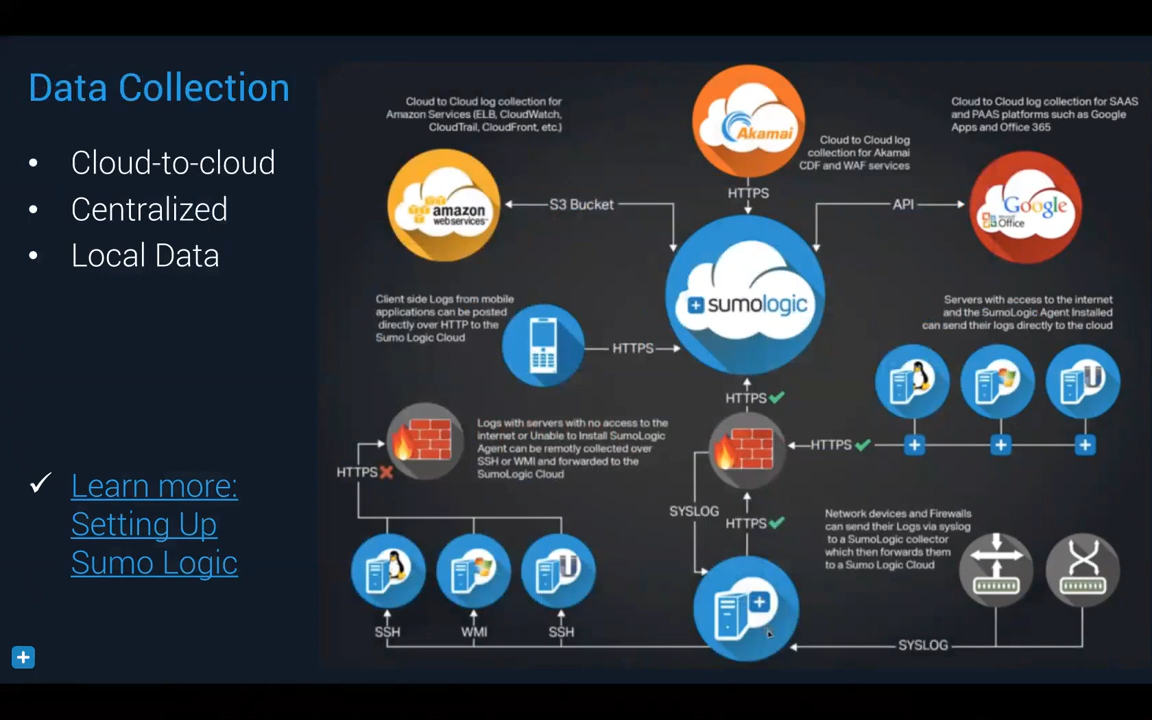 Data Collection
• Cloud-to-cloud
• Centralized
• Local Data
✓ Learn more:
Setting Up
Sumo Logic
Cloud to Cloud log collection for
Amazon Services (ELB, CloudWatch,
CloudTrail, CloudFront, etc.)
amazon
webservices™
S3 Bucket
Akamai
HTTPS
Cloud to Cloud log
collection for Akamai
CDF and WAF services
Cloud to Cloud log collection for SAAS
and PAAS platforms such as Google
Apps and Office 365
API
Google
Microsoft
Office
sumologic
Client side Logs from mobile
applications can be posted
directly over HTTP to the
Sumo Logic Cloud
HTTPS
Servers with access to the internet
and the SumoLogic Agent Installed
can send their logs directly to the cloud
U
HTTPS
HTTPS
Logs with servers with no access to the
internet or Unable to Install SumoLogic
Agent can be remotly collected over
SSH or WMI and forwarded to the
SumoLogic Cloud
HTTPS
SYSLOG
HTTPS
Network devices and Firewalls
can send their Logs via syslog
to a SumoLogic collector
which then forwards them
to a Sumo Logic Cloud
U
SSH
WMI
SSH
SYSLOG